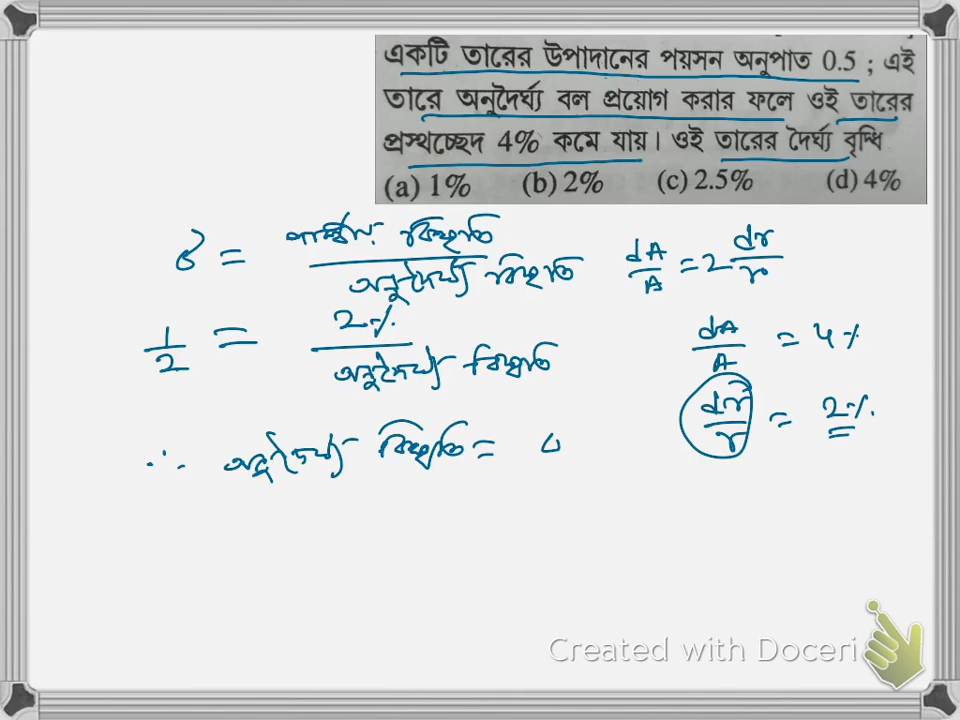 একটি তারের উপাদানের পয়সন অনুপাত 0.5 ; এই
তারে অনুদৈর্ঘ্য বল প্রয়োগ করার ফলে ওই তারের
প্রস্থচ্ছেদ 4% কমে যায়। ওই তারের দৈর্ঘ্য বৃদ্ধি
(a) 1% (b) 2% (c) 2.5% (d) 4%
= পার্শ্বীয় বিকৃতি
অনুদৈর্ঘ্য বিকৃতি
dA/A = 2 dr/r
1/2 = 2% / অনুদৈর্ঘ্য বিকৃতি
dA/A = 4%
dr/r = 2%
∴ অনুদৈর্ঘ্য বিকৃতি =
Created with Doceri